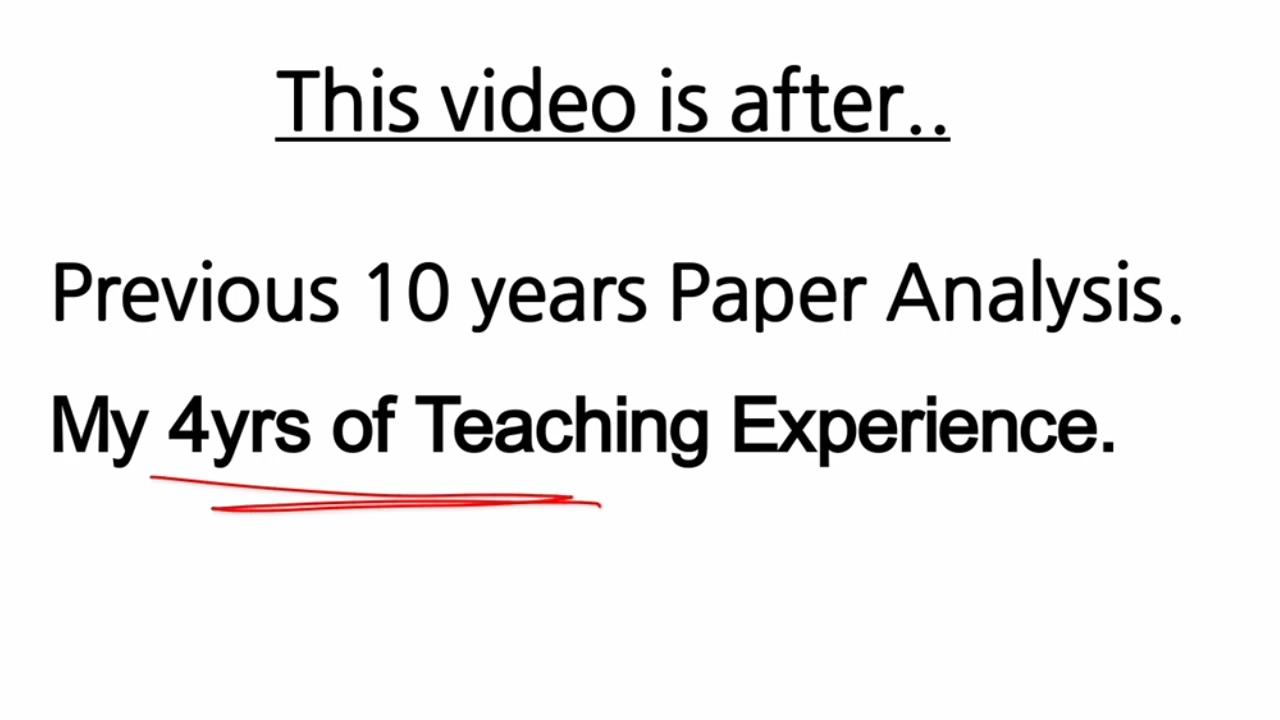 This video is after..
Previous 10 years Paper Analysis.
My 4yrs of Teaching Experience.